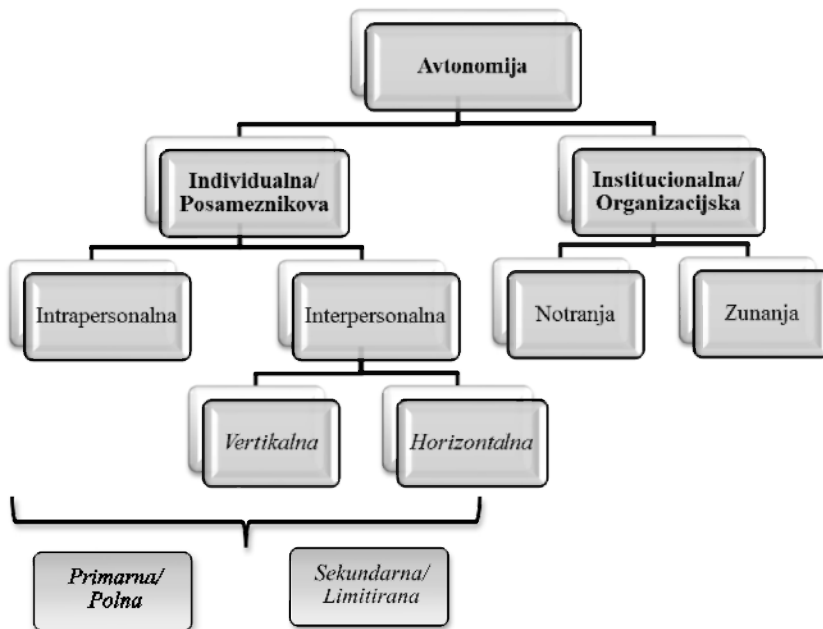 Avtonomija
Individualna/
Posameznikova
Institucionalna/
Organizacijska
Intrapersonalna
Interpersonalna
Notranja
Zunanja
Vertikalna
Horizontalna
Primarna/
Polna
Sekundarna/
Limitirana